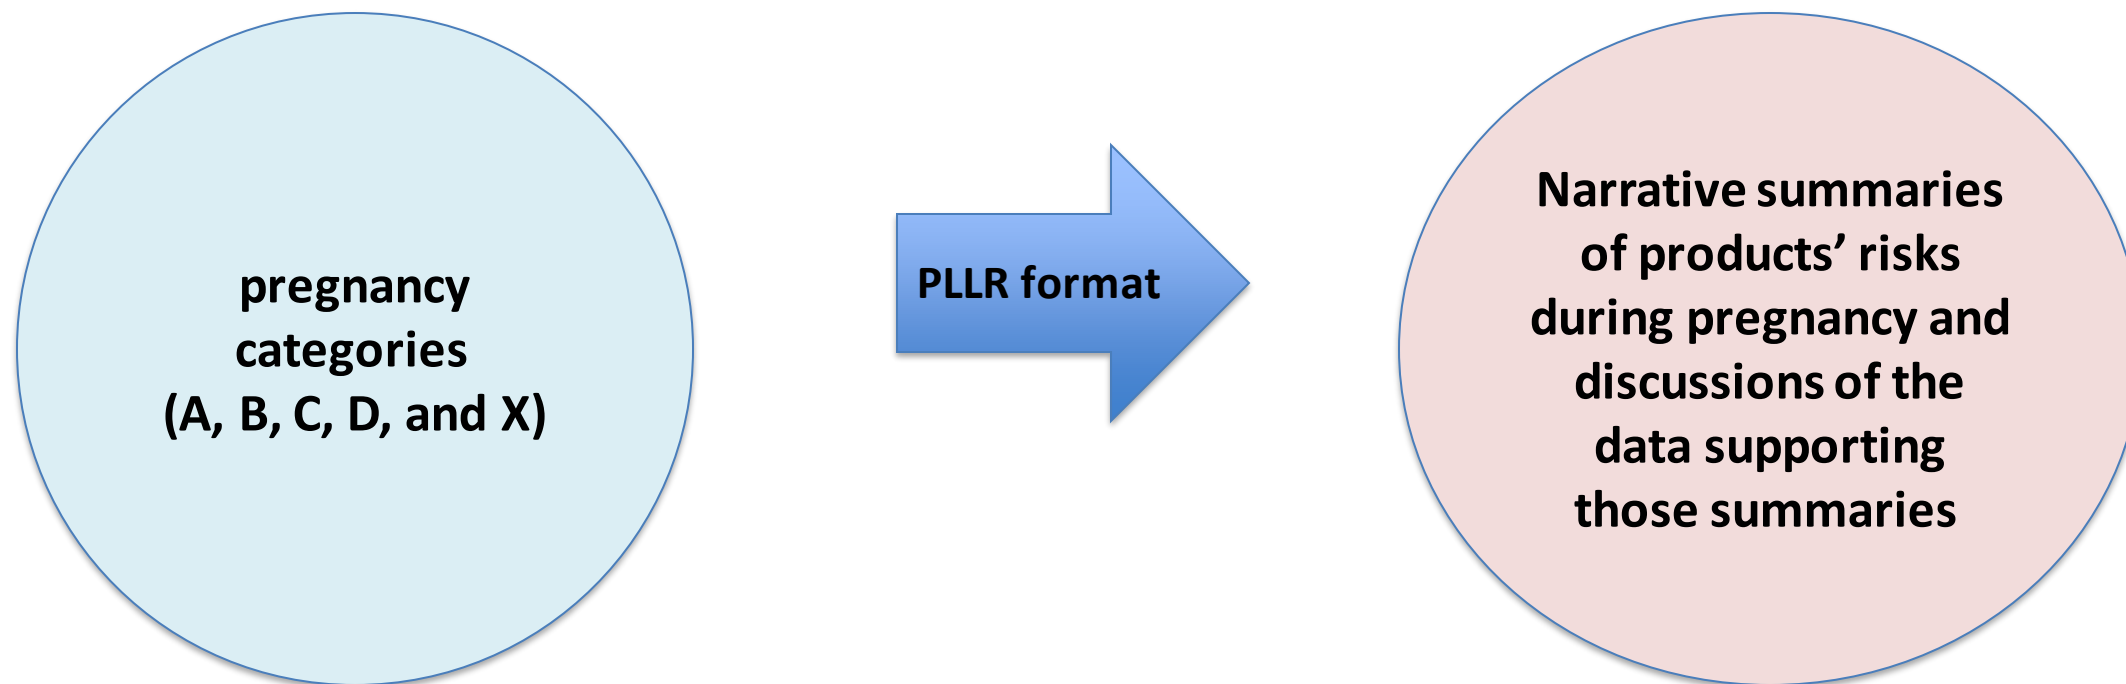 pregnancy
categories
(A, B, C, D, and X)
PLLR format
Narrative summaries
of products’ risks
during pregnancy and
discussions of the
data supporting
those summaries